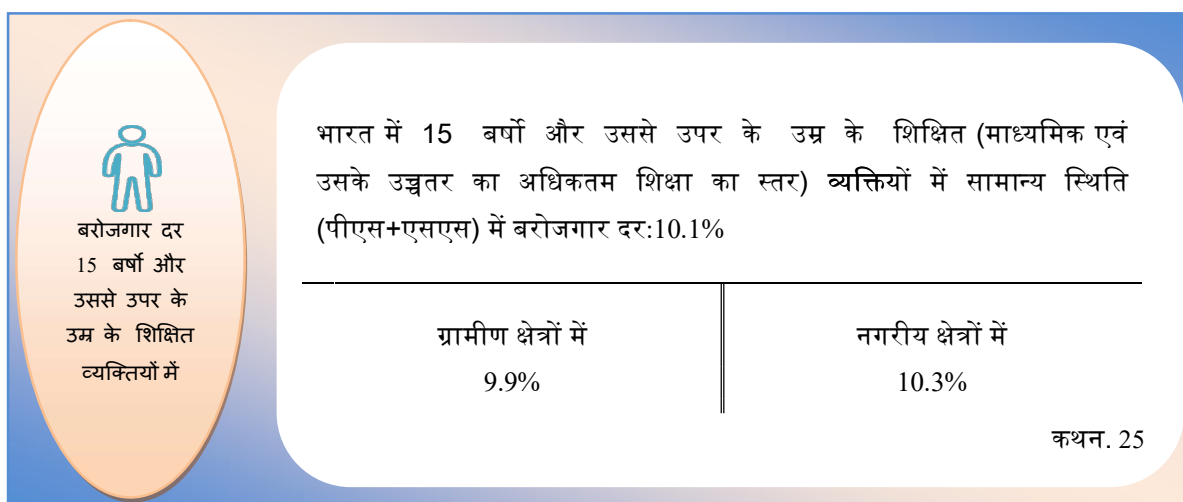 बरोजगार दर
15 बर्षो और
उससे उपर के
उम्र के शिक्षित
व्यक्तियों में
भारत में 15 बर्षो और उससे उपर के उम्र के शिक्षित (माध्यमिक एवं
उसके उच्चतर का अधिकतम शिक्षा का स्तर) व्यक्तियों में सामान्य स्थिति
(पीएस+एसएस) में बरोजगार दर:10.1%
ग्रामीण क्षेत्रों में
9.9%
नगरीय क्षेत्रों में
10.3%
कथन. 25